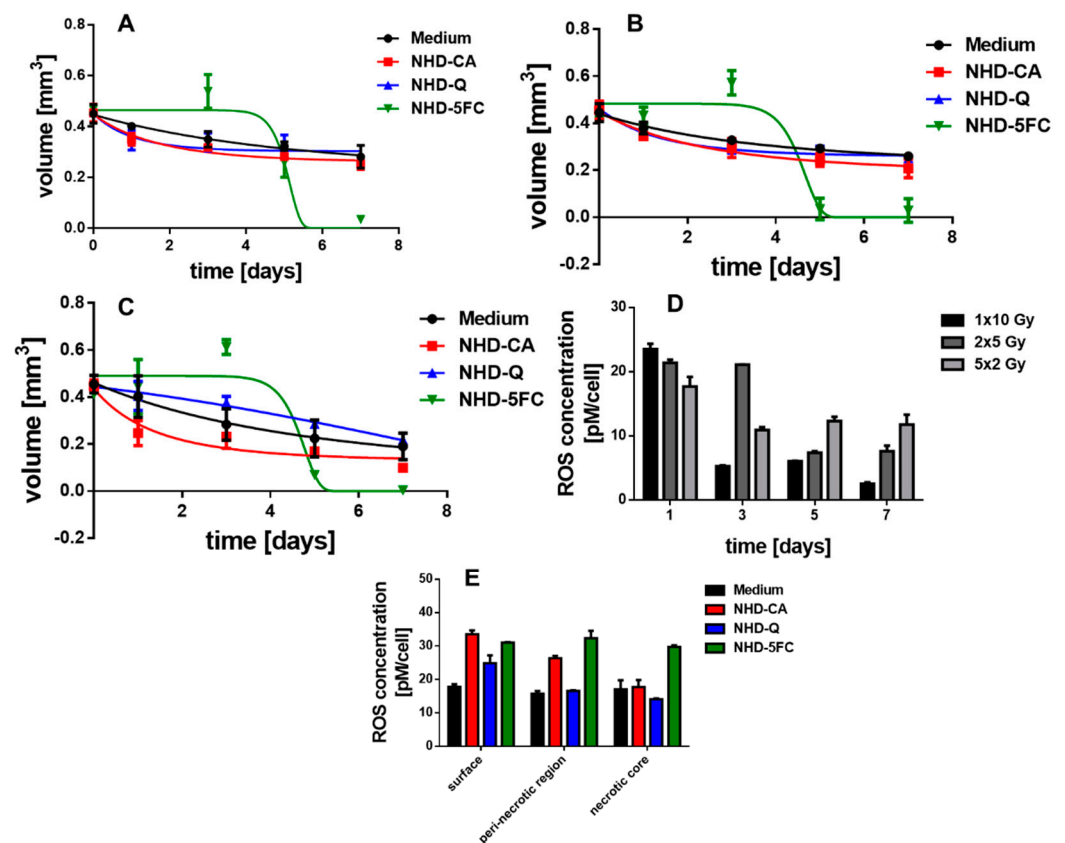 A
volume [mm3]
0.8
0.6
0.4
0.2
0.0
0 2 4 6 8
time [days]
Medium
NHD-CA
NHD-Q
NHD-5FC
B
volume [mm3]
0.8
0.6
0.4
0.2
0.0
-0.2
2 4 6 8
time [days]
Medium
NHD-CA
NHD-Q
NHD-5FC
C
volume [mm3]
0.8
0.6
0.4
0.2
0.0
-0.2
2 4 6 8
time [days]
Medium
NHD-CA
NHD-Q
NHD-5FC
D
ROS concentration
[pM/cell]
30
20
10
0
1 3 5 7
time [days]
1x10 Gy
2x5 Gy
5x2 Gy
E
ROS concentration
[pM/cell]
50
40
30
20
10
0
surface
peri-necrotic region
necrotic core
Medium
NHD-CA
NHD-Q
NHD-5FC